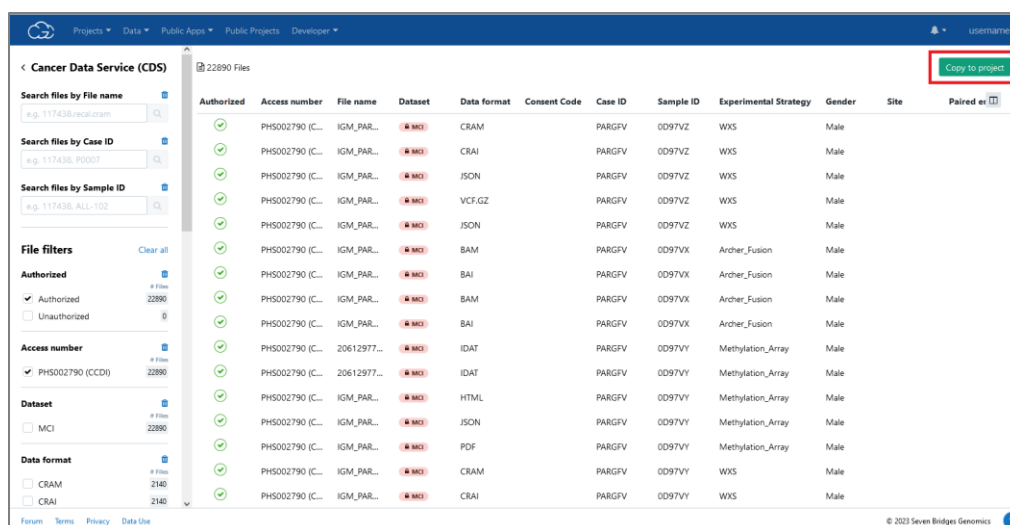 Projects Data Public Apps Public Projects Developer username
< Cancer Data Service (CDS)
22890 Files
Copy to project
Search files by File name
e.g. 117438.recal.cram
Search files by Case ID
e.g. 117438, P0007
Search files by Sample ID
e.g. 117438, ALL-102
File filters Clear all
Authorized
# Files
Authorized 22890
Unauthorized 0
Access number
# Files
PHS002790 (CCDI) 22890
Dataset
# Files
MCI 22890
Data format
# Files
CRAM 2140
CRAI 2140
Authorized Access number File name Dataset Data format Consent Code Case ID Sample ID Experimental Strategy Gender Site Paired
PHS002790 (C... IGM_PAR... MCI CRAM PARGFV 0D97VZ WXS Male
PHS002790 (C... IGM_PAR... MCI CRAI PARGFV 0D97VZ WXS Male
PHS002790 (C... IGM_PAR... MCI JSON PARGFV 0D97VZ WXS Male
PHS002790 (C... IGM_PAR... MCI VCF.GZ PARGFV 0D97VZ WXS Male
PHS002790 (C... IGM_PAR... MCI JSON PARGFV 0D97VZ WXS Male
PHS002790 (C... IGM_PAR... MCI BAM PARGFV 0D97VX Archer_Fusion Male
PHS002790 (C... IGM_PAR... MCI BAI PARGFV 0D97VX Archer_Fusion Male
PHS002790 (C... IGM_PAR... MCI BAM PARGFV 0D97VX Archer_Fusion Male
PHS002790 (C... IGM_PAR... MCI BAI PARGFV 0D97VX Archer_Fusion Male
PHS002790 (C... 20612977... MCI IDAT PARGFV 0D97VY Methylation_Array Male
PHS002790 (C... 20612977... MCI IDAT PARGFV 0D97VY Methylation_Array Male
PHS002790 (C... IGM_PAR... MCI HTML PARGFV 0D97VY Methylation_Array Male
PHS002790 (C... IGM_PAR... MCI JSON PARGFV 0D97VY Methylation_Array Male
PHS002790 (C... IGM_PAR... MCI PDF PARGFV 0D97VY Methylation_Array Male
PHS002790 (C... IGM_PAR... MCI CRAM PARGFV 0D97VY WXS Male
PHS002790 (C... IGM_PAR... MCI CRAI PARGFV 0D97VY WXS Male
Forum Terms Privacy Data Use © 2023 Seven Bridges Genomics